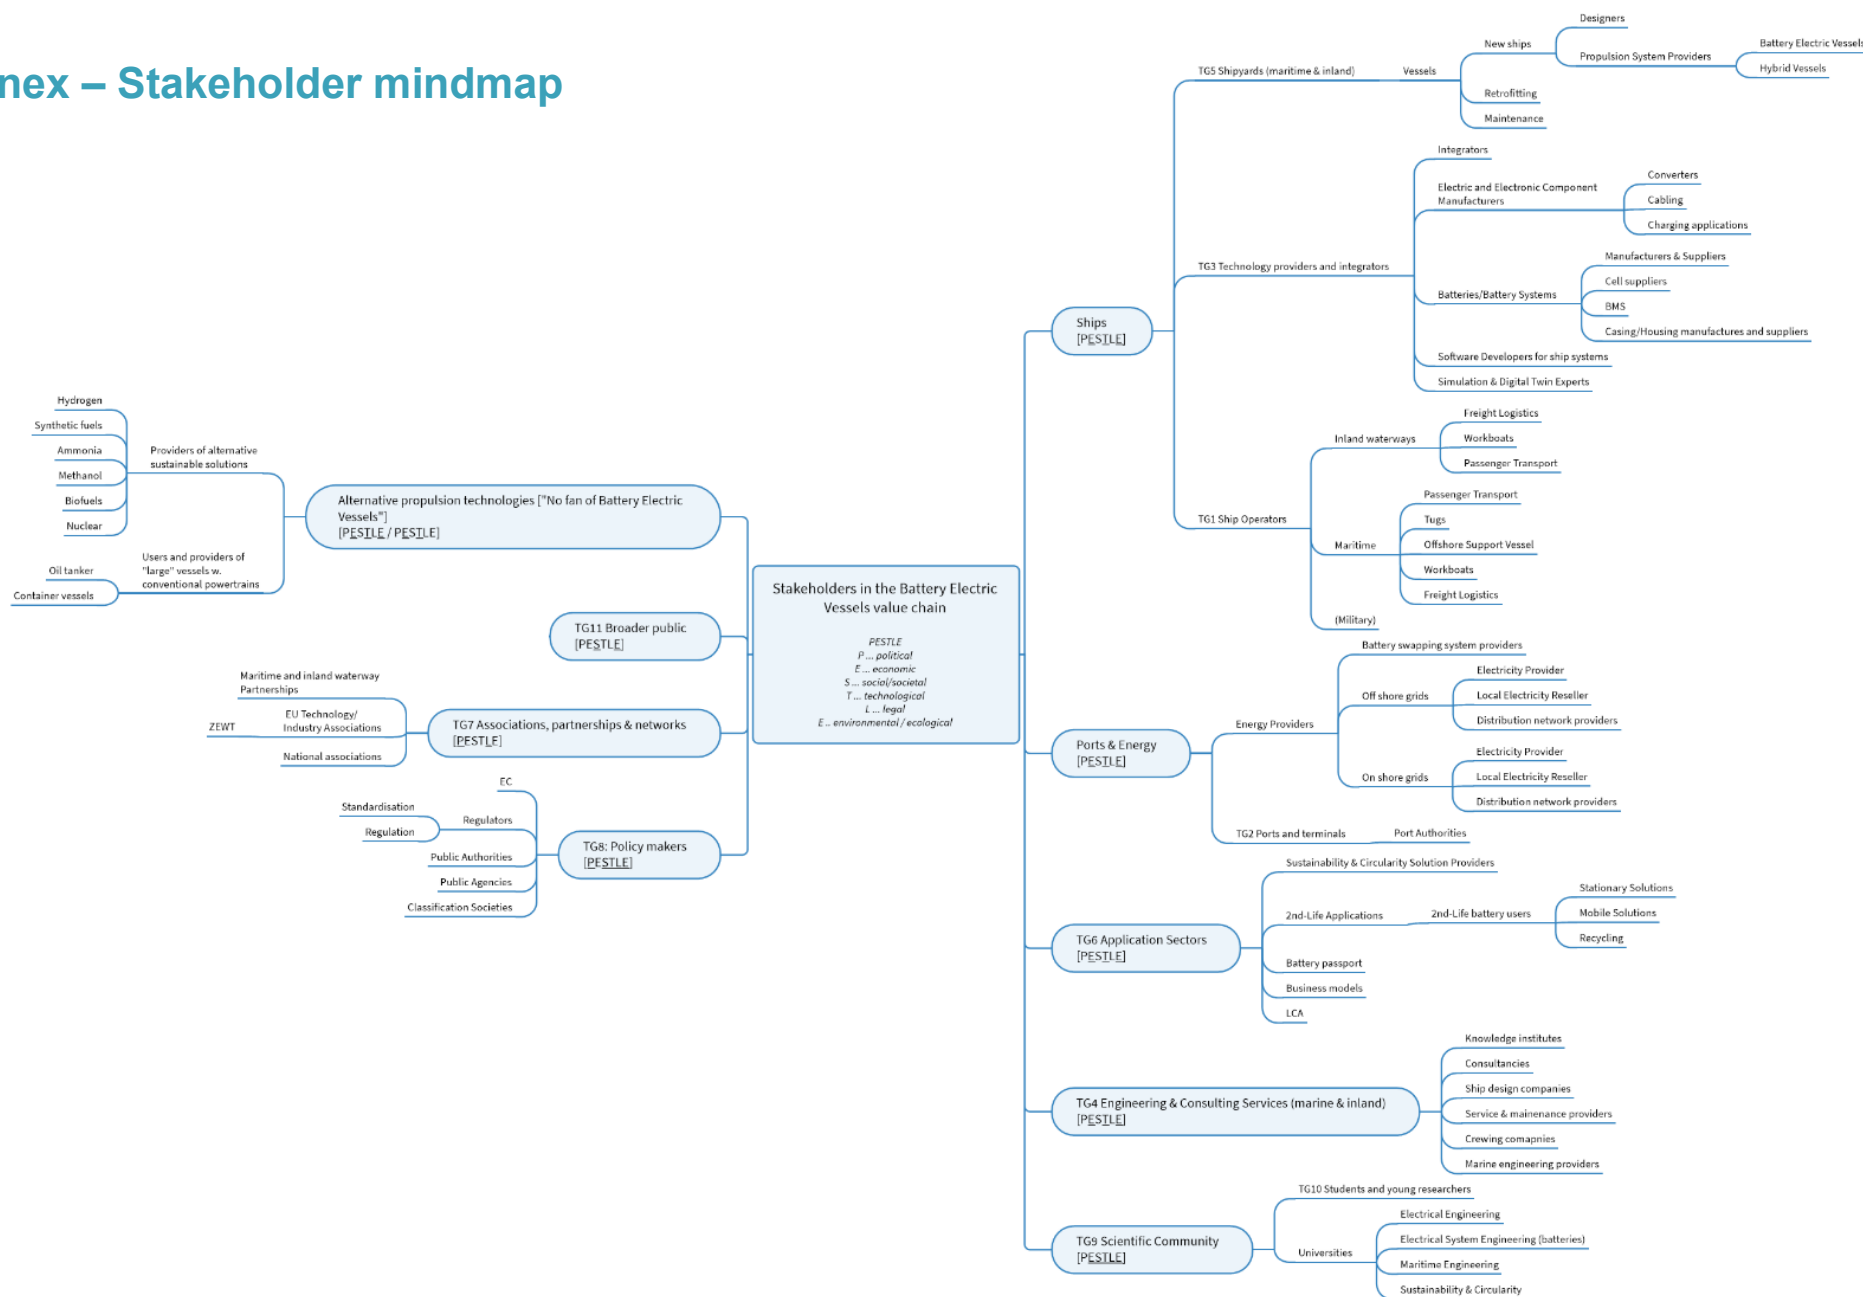 nex – Stakeholder mindmap
Designers
New ships
Battery Electric Vessels
Propulsion System Providers
Hybrid Vessels
TG5 Shipyards (maritime & inland)
Vessels
Retrofitting
Maintenance
Integrators
Electric and Electronic Component
Manufacturers
Converters
Cabling
Charging applications
TG3 Technology providers and integrators
Manufacturers & Suppliers
Cell suppliers
Batteries/Battery Systems
BMS
Casing/Housing manufactures and suppliers
Ships
[PESTLE]
Software Developers for ship systems
Simulation & Digital Twin Experts
Freight Logistics
Inland waterways
Workboats
Passenger Transport
TG1 Ship Operators
Passenger Transport
Tugs
Maritime
Offshore Support Vessel
Workboats
Freight Logistics
(Military)
Hydrogen
Synthetic fuels
Ammonia
Methanol
Biofuels
Nuclear
Providers of alternative
sustainable solutions
Alternative propulsion technologies ["No fan of Battery Electric
Vessels"]
[PESTLE / PESTLE]
Users and providers of
"large" vessels w.
conventional powertrains
Oil tanker
Container vessels
Stakeholders in the Battery Electric
Vessels value chain
PESTLE
P ... political
E ... economic
S ... social/societal
T ... technological
L ... legal
E .. environmental / ecological
TG11 Broader public
[PESTLE]
Maritime and inland waterway
Partnerships
ZEWT
EU Technology/
Industry Associations
National associations
TG7 Associations, partnerships & networks
[PESTLE]
EC
Standardisation
Regulators
Regulation
Public Authorities
Public Agencies
Classification Societies
TG8: Policy makers
[PESTLE]
Battery swapping system providers
Electricity Provider
Off shore grids
Local Electricity Reseller
Distribution network providers
Energy Providers
Ports & Energy
[PESTLE]
Electricity Provider
On shore grids
Local Electricity Reseller
Distribution network providers
TG2 Ports and terminals
Port Authorities
Sustainability & Circularity Solution Providers
Stationary Solutions
2nd-Life Applications
2nd-Life battery users
Mobile Solutions
Recycling
TG6 Application Sectors
[PESTLE]
Battery passport
Business models
LCA
Knowledge institutes
Consultancies
Ship design companies
TG4 Engineering & Consulting Services (marine & inland)
[PESTLE]
Service & mainenance providers
Crewing comapnies
Marine engineering providers
TG10 Students and young researchers
Electrical Engineering
TG9 Scientific Community
[PESTLE]
Universities
Electrical System Engineering (batteries)
Maritime Engineering
Sustainability & Circularity